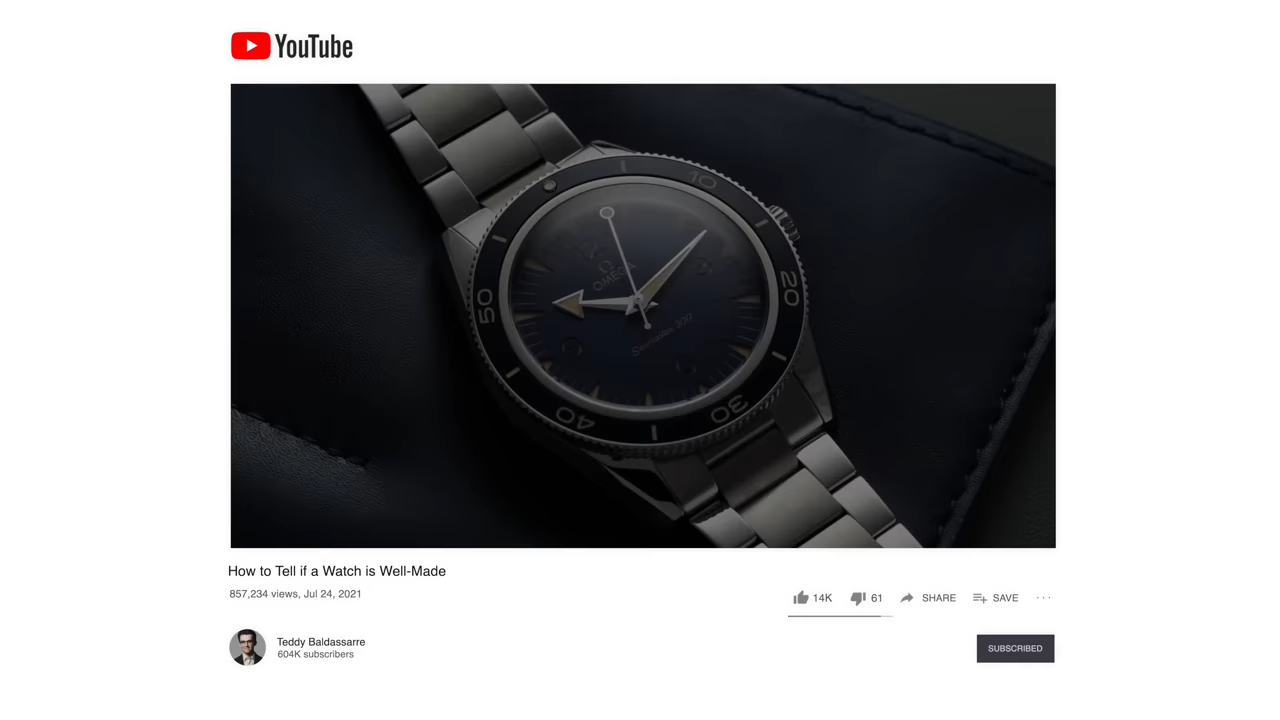 YouTube
10
20
30
40
50
OMEGA
Seamaster 300
How to Tell if a Watch is Well-Made
857,234 views, Jul 24, 2021
14K 61 SHARE SAVE ...
Teddy Baldassarre
604K subscribers
SUBSCRIBED